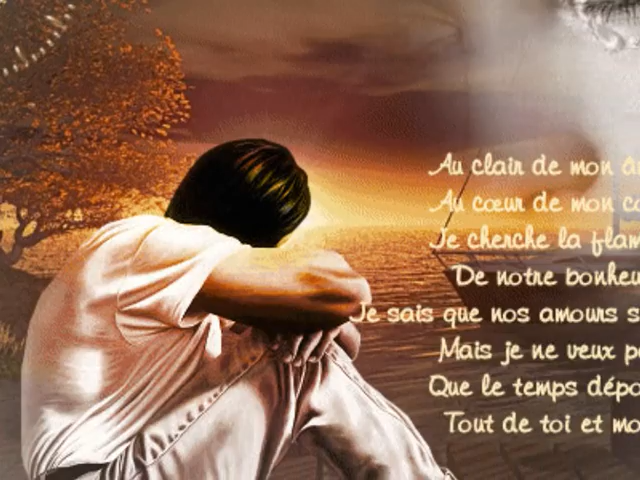 Au clair de mon
Au cœur de mon
Je cherche la
De notre
Je sais que nos amours
Mais je ne veux
Que le temps
Tout de toi et